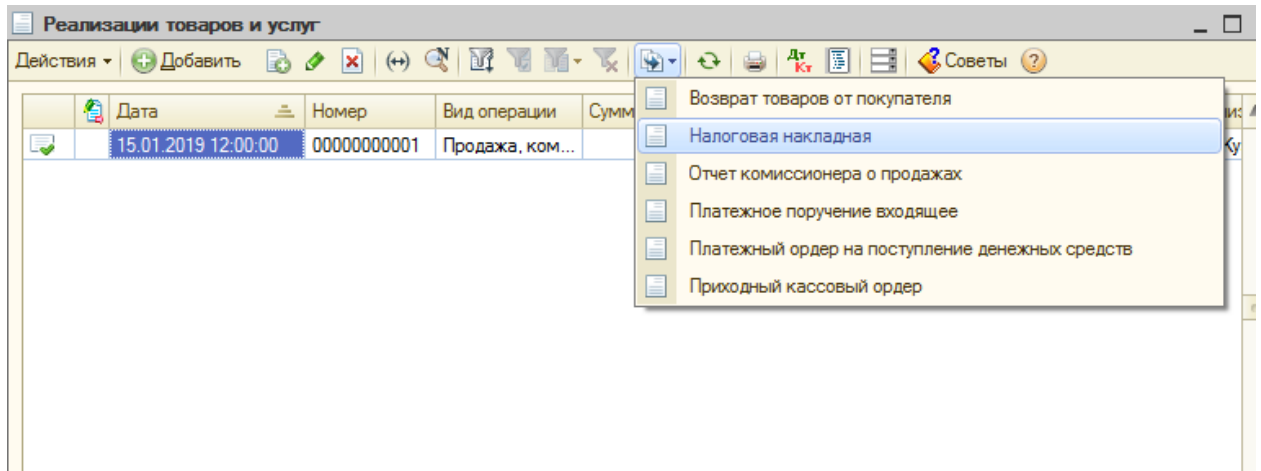 Реализации товаров и услуг
Действия Добавить Дт Кт Советы ?
Дата Номер Вид операции Сумм
15.01.2019 12:00:00 00000000001 Продажа, ком...
Возврат товаров от покупателя
Налоговая накладная
Отчет комиссионера о продажах
Платежное поручение входящее
Платежный ордер на поступление денежных средств
Приходный кассовый ордер